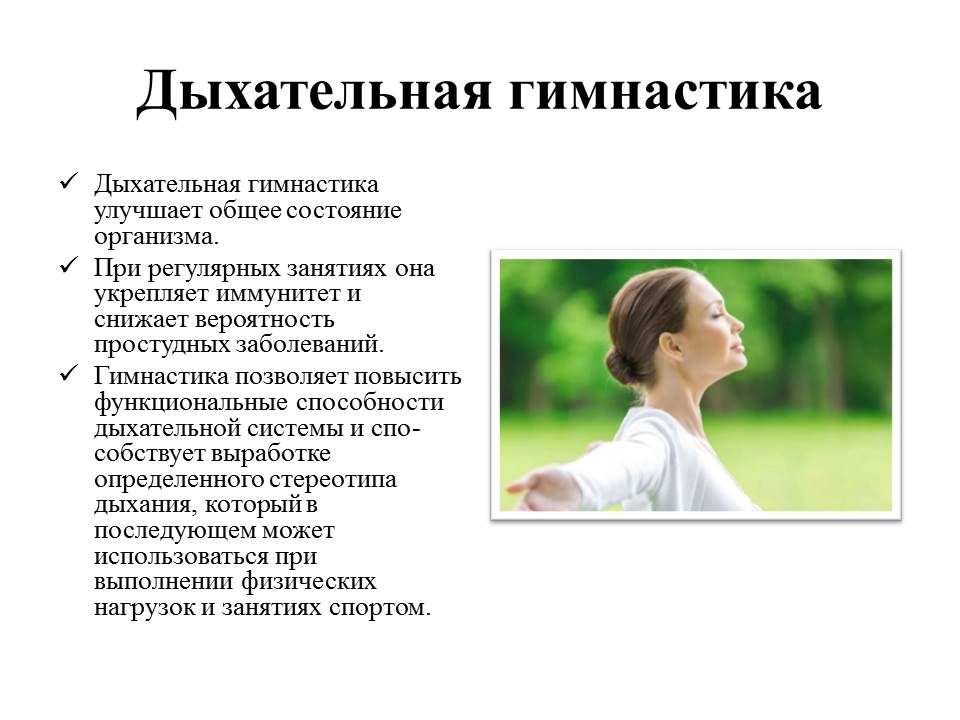 Дыхательная гимнастика
✓ Дыхательная гимнастика
улучшает общее состояние
организма.
✓ При регулярных занятиях она
укрепляет иммунитет и
снижает вероятность
простудных заболеваний.
✓ Гимнастика позволяет повысить
функциональные способности
дыхательной системы и спо-
собствует выработке
определенного стереотипа
дыхания, который в
последующем может
использоваться при
выполнении физических
нагрузок и занятиях спортом.